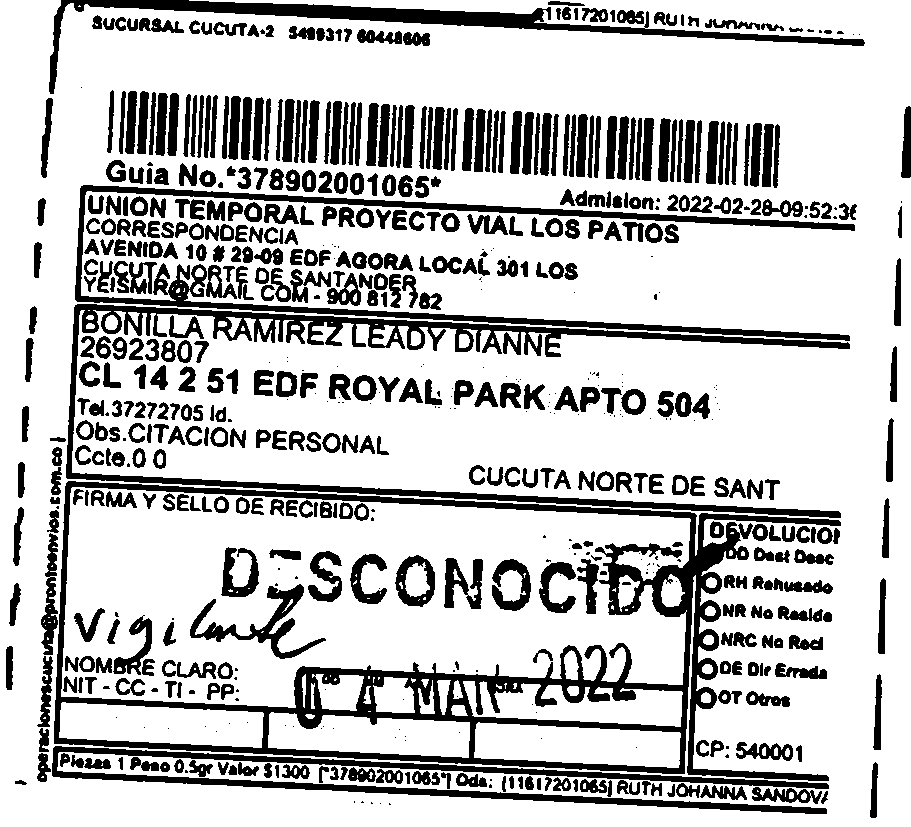 [11617201065] RUTH JOHANNA
SUCURSAL CUCUTA-2 5499317 60448606
Guia No.*378902001065*
Admision: 2022-02-28-09:52:36
UNION TEMPORAL PROYECTO VIAL LOS PATIOS
CORRESPONDENCIA
AVENIDA 10 # 29-09 EDF AGORA LOCAL 301 LOS
CUCUTA NORTE DE SANTANDER
YEISMIR@GMAIL COM - 900 812 782
BONILLA RAMIREZ LEADY DIANNE
26923807
CL 14 2 51 EDF ROYAL PARK APTO 504
Tel.37272705 Id.
Obs.CITACION PERSONAL
Ccte.0 0
CUCUTA NORTE DE SANT
operacionescucuta@prontoenvios.com.co
FIRMA Y SELLO DE RECIBIDO:
DESCONOCIDO
Vigilante
NOMBRE CLARO:
NIT - CC - TI - PP:
04 MAR 2022
DEVOLUCIO
DD Dest Desc
RH Rehusado
NR No Reside
NRC No Recl
DE Dir Errada
OT Otros
CP: 540001
Piezas 1 Peso 0.5gr Valor $1300 [*378902001065*] Oda: [11617201065] RUTH JOHANNA SANDOVA